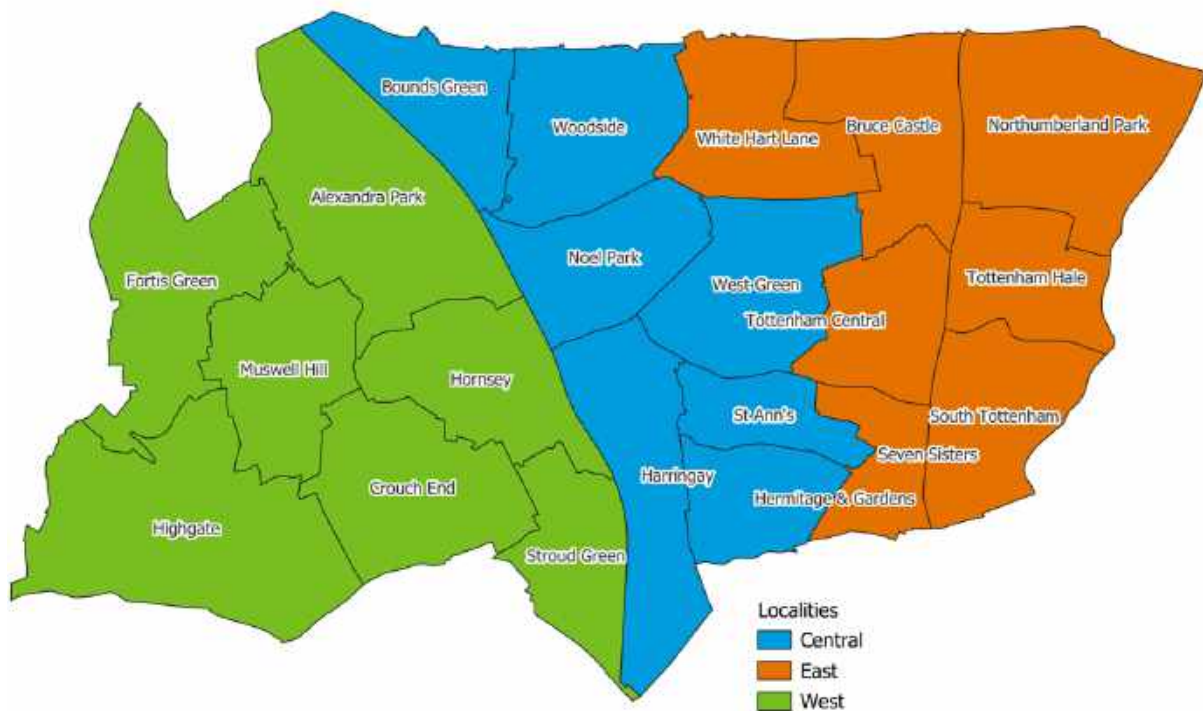 Bounds Green
Woodside
White Hart Lane
Bruce Castle
Northumberland Park
Alexandra Park
Noel Park
Fortis Green
West Green
Tottenham Hale
Tottenham Central
Muswell Hill
Hornsey
St Ann's
South Tottenham
Seven Sisters
Harringay
Crouch End
Hermitage & Gardens
Highgate
Stroud Green
Localities
Central
East
West